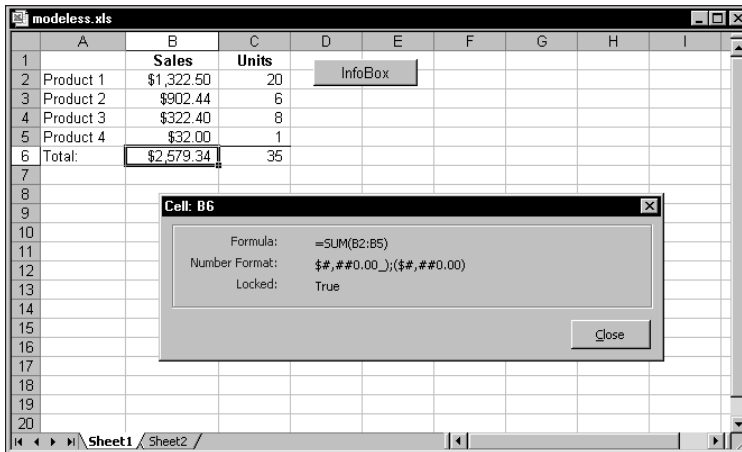 modeless.xls
A B C D E F G H I
1 Sales Units
InfoBox
2 Product 1 $1,322.50 20
3 Product 2 $902.44 6
4 Product 3 $322.40 8
5 Product 4 $32.00 1
6 Total: $2,579.34 35
7
8
Cell: B6
9
10
Formula: =SUM(B2:B5)
11
Number Format: $#,##0.00_);($#,##0.00)
12
Locked: True
13
14
15
Close
16
17
18
19
20
Sheet1 Sheet2